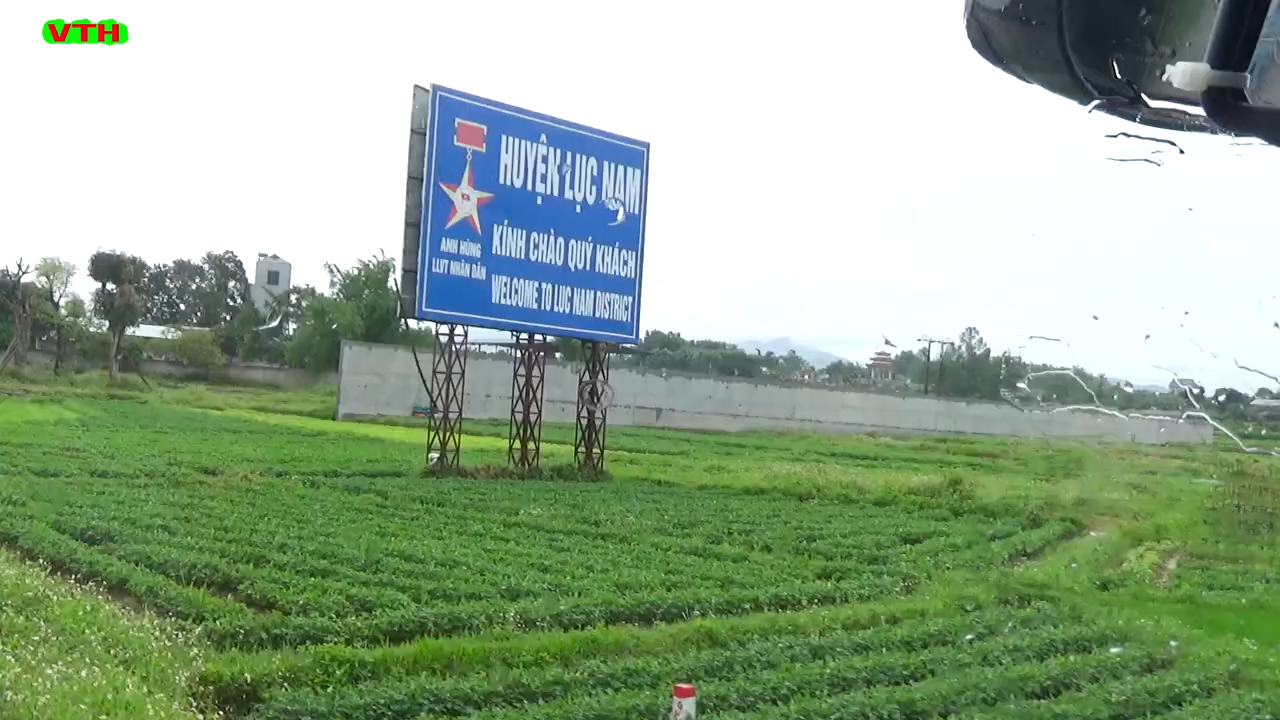 VTH
HUYỆN LỤC NAM
ANH HÙNG
LLVT NHÂN DÂN
KÍNH CHÀO QUÝ KHÁCH
WELCOME TO LUC NAM DISTRICT